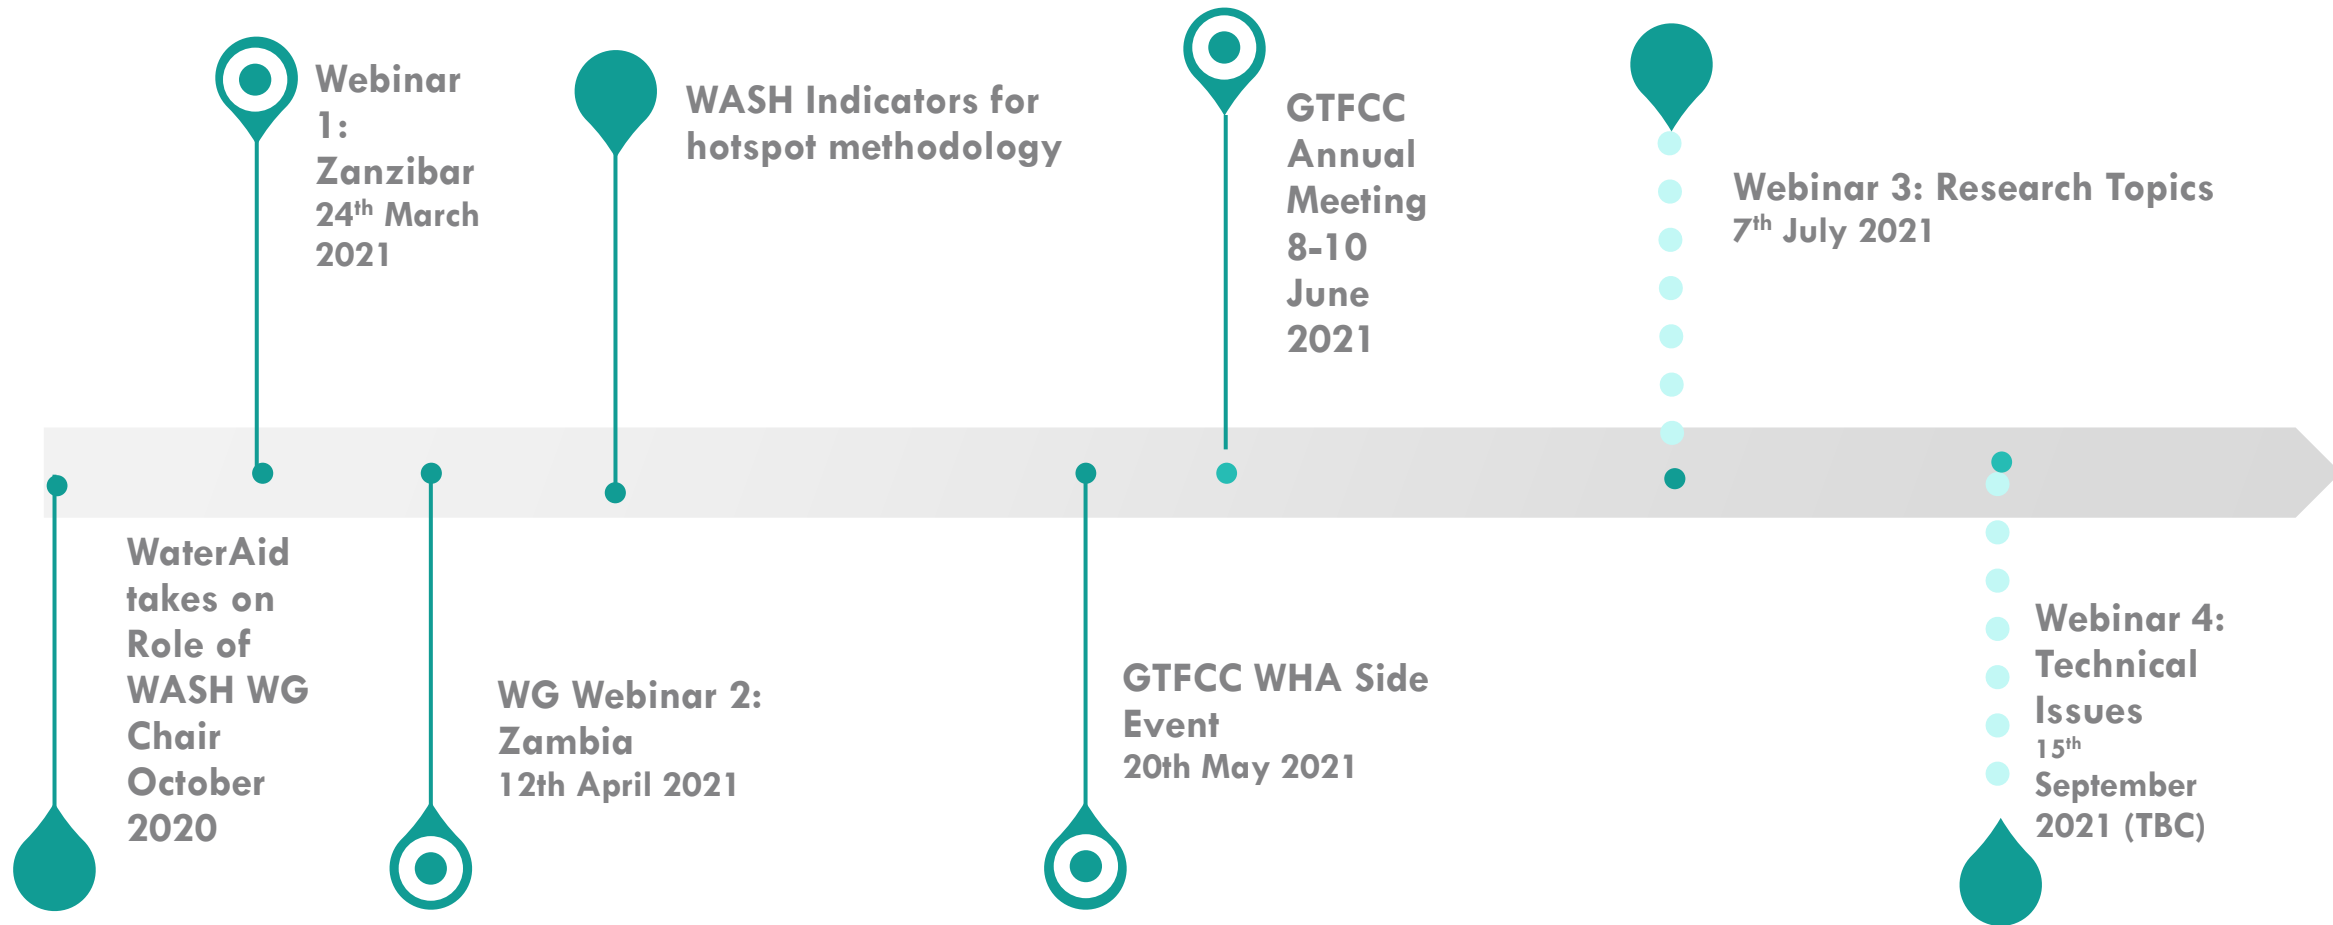 Webinar
1:
Zanzibar
24th March
2021
WASH Indicators for
hotspot methodology
GTFCC
Annual
Meeting
8-10
June
2021
Webinar 3: Research Topics
7th July 2021
WaterAid
takes on
Role of
WASH WG
Chair
October
2020
WG Webinar 2:
Zambia
12th April 2021
GTFCC WHA Side
Event
20th May 2021
Webinar 4:
Technical
Issues
15th
September
2021 (TBC)